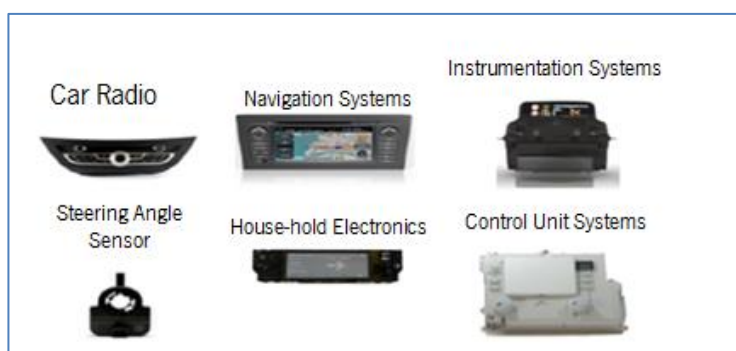 Car Radio
Navigation Systems
Instrumentation Systems
Steering Angle
Sensor
House-hold Electronics
Control Unit Systems